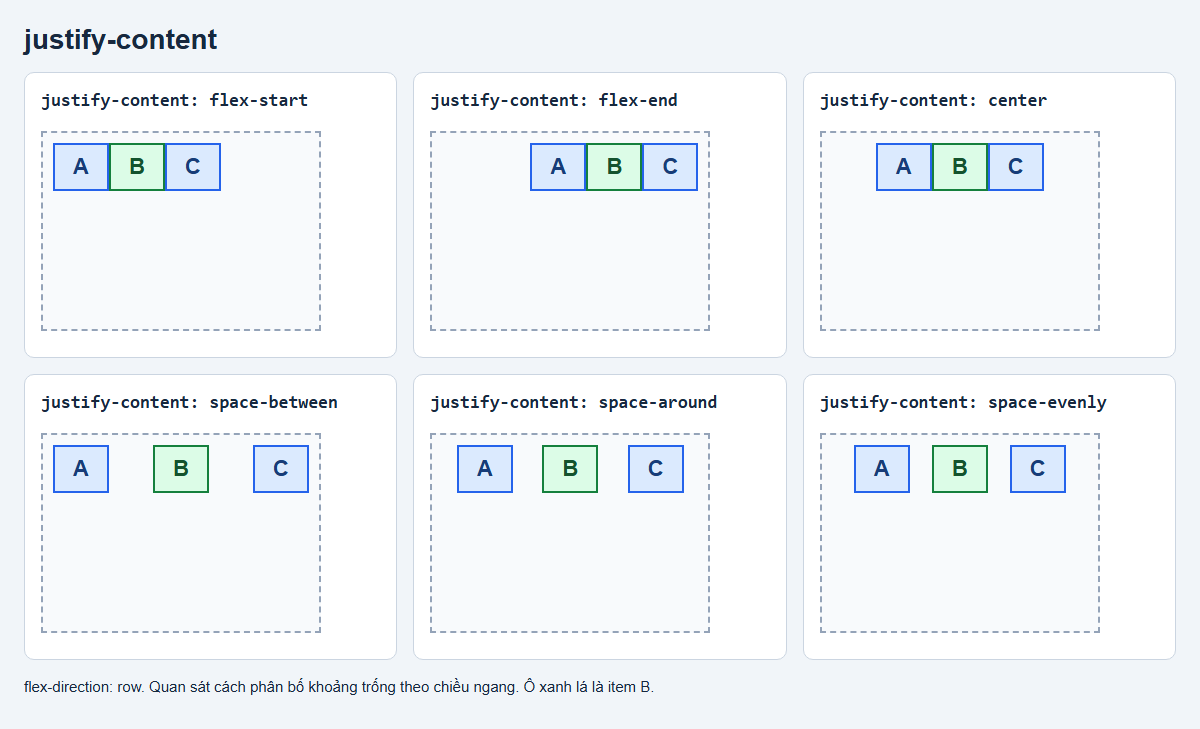 justify-content
justify-content: flex-start
A B C
justify-content: flex-end
A B C
justify-content: center
A B C
justify-content: space-between
A B C
justify-content: space-around
A B C
justify-content: space-evenly
A B C
flex-direction: row. Quan sát cách phân bố khoảng trống theo chiều ngang. Ô xanh lá là item B.